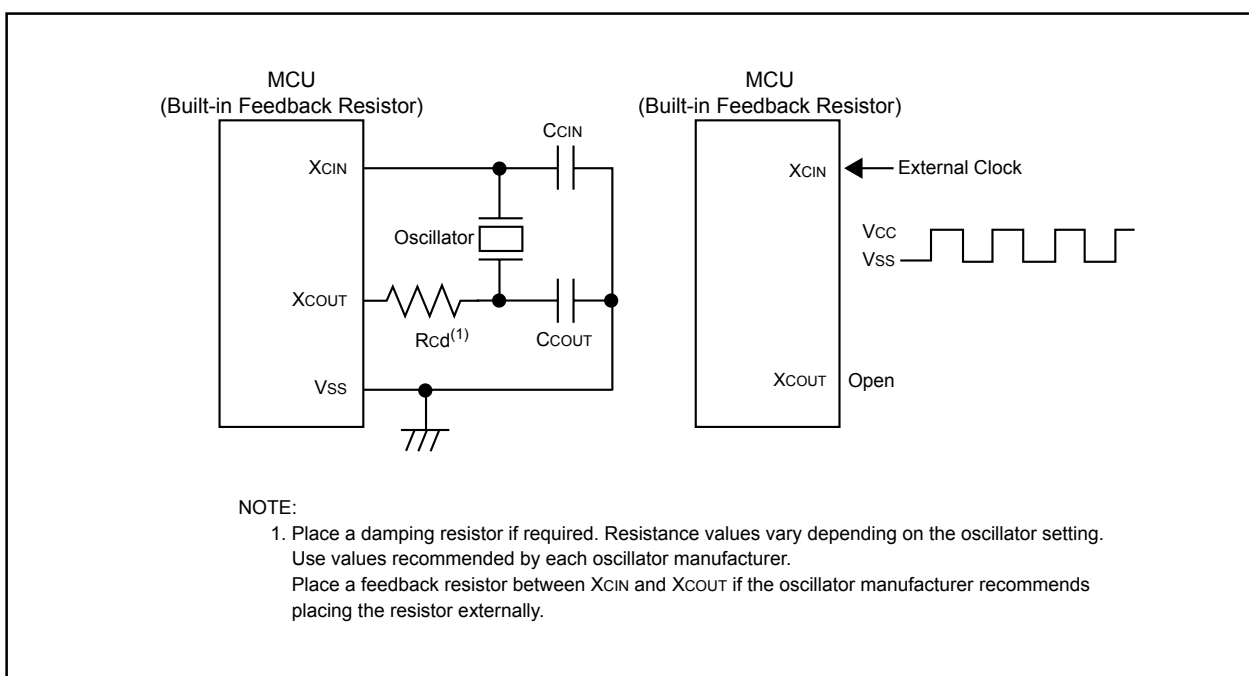 MCU
(Built-in Feedback Resistor)
XCIN
CCIN
Oscillator
XCOUT
Rcd(1)
CCOUT
VSS
MCU
(Built-in Feedback Resistor)
XCIN
External Clock
VCC
VSS
XCOUT
Open
NOTE:
1. Place a damping resistor if required. Resistance values vary depending on the oscillator setting.
Use values recommended by each oscillator manufacturer.
Place a feedback resistor between XCIN and XCOUT if the oscillator manufacturer recommends
placing the resistor externally.